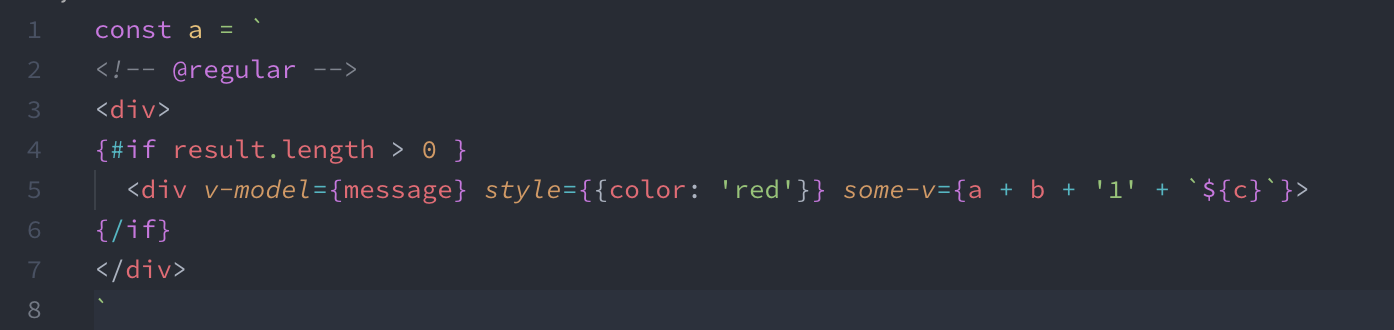 1 const a = `
2 <!-- @regular -->
3 <div>
4 {#if result.length > 0 }
5   <div v-model={message} style={{color: 'red'}} some-v={a + b + '1' + `${c}`}>
6 {/if}
7 </div>
8 `